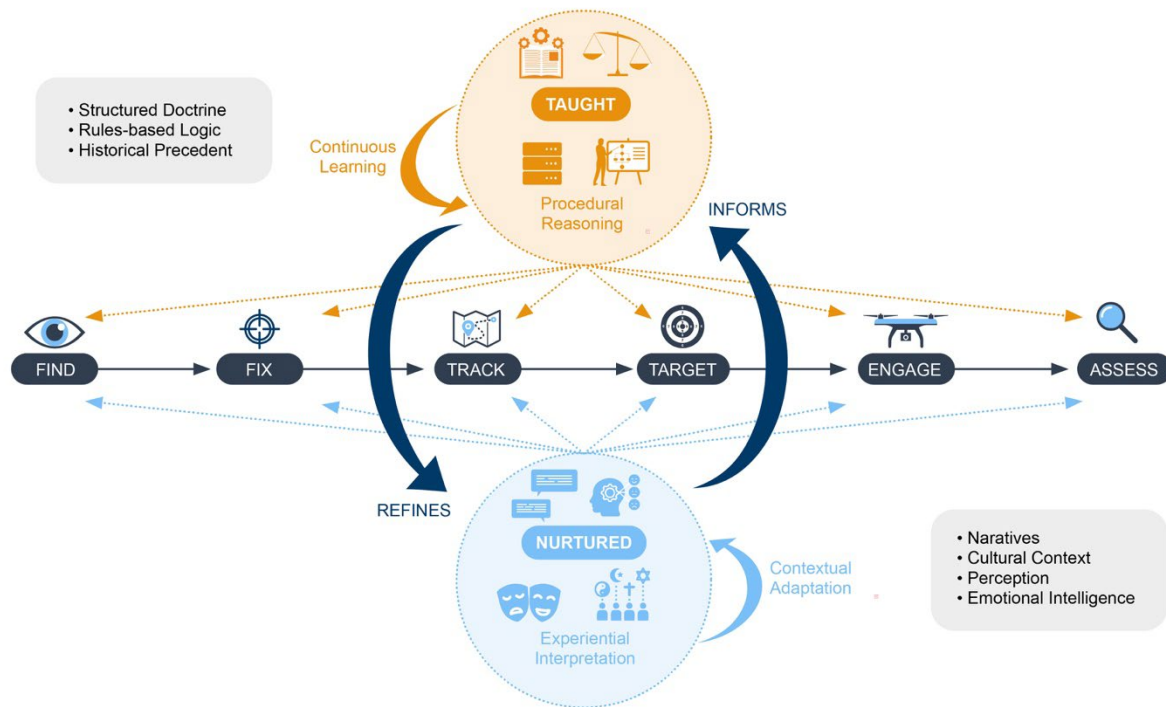 TAUGHT
• Structured Doctrine
• Rules-based Logic
• Historical Precedent
Continuous
Learning
Procedural
Reasoning
INFORMS
FIND
FIX
TRACK
TARGET
ENGAGE
ASSESS
REFINES
NURTURED
• Naratives
• Cultural Context
• Perception
• Emotional Intelligence
Contextual
Adaptation
Experiential
Interpretation